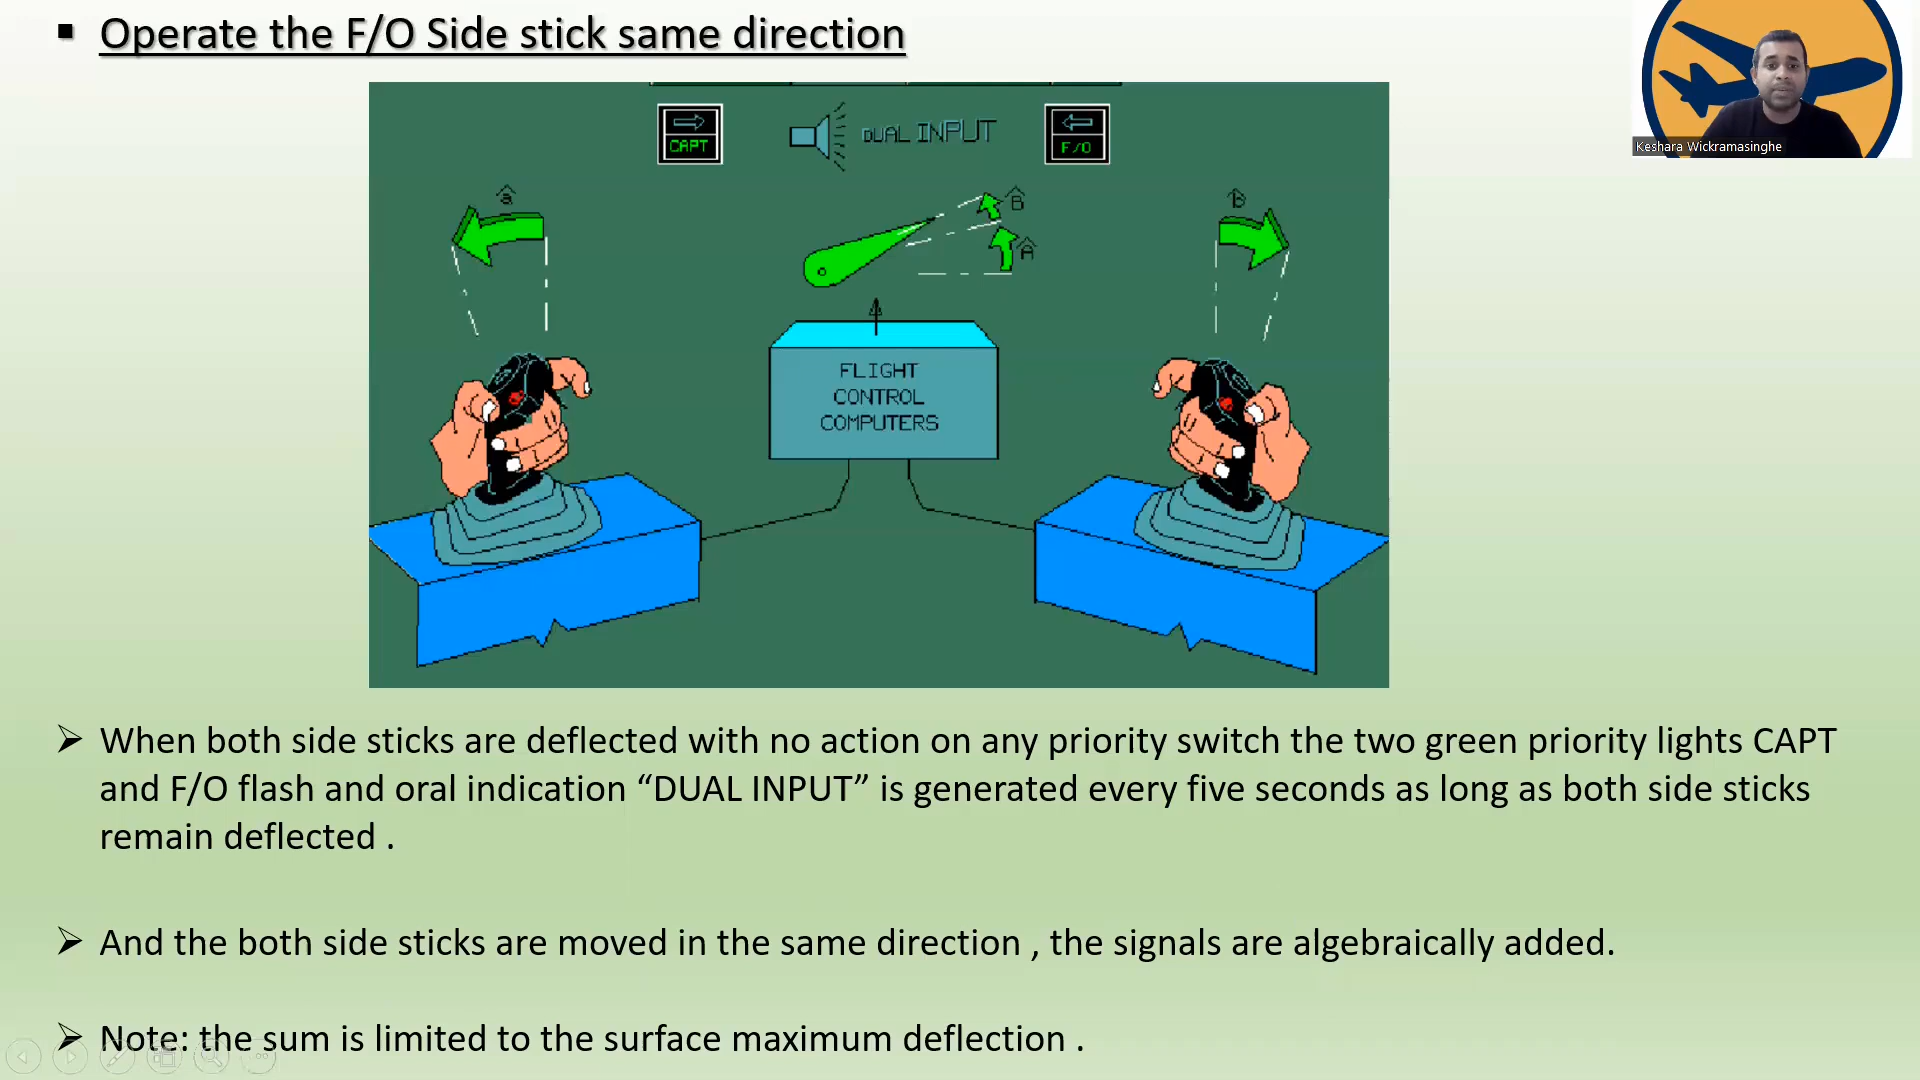 ▪ Operate the F/O Side stick same direction
Keshara Wickramasinghe
CAPT
DUAL INPUT
F/O
â
B̂
Â
b̂
FLIGHT
CONTROL
COMPUTERS
➢ When both side sticks are deflected with no action on any priority switch the two green priority lights CAPT
and F/O flash and oral indication “DUAL INPUT” is generated every five seconds as long as both side sticks
remain deflected .
➢ And the both side sticks are moved in the same direction , the signals are algebraically added.
➢ Note: the sum is limited to the surface maximum deflection .